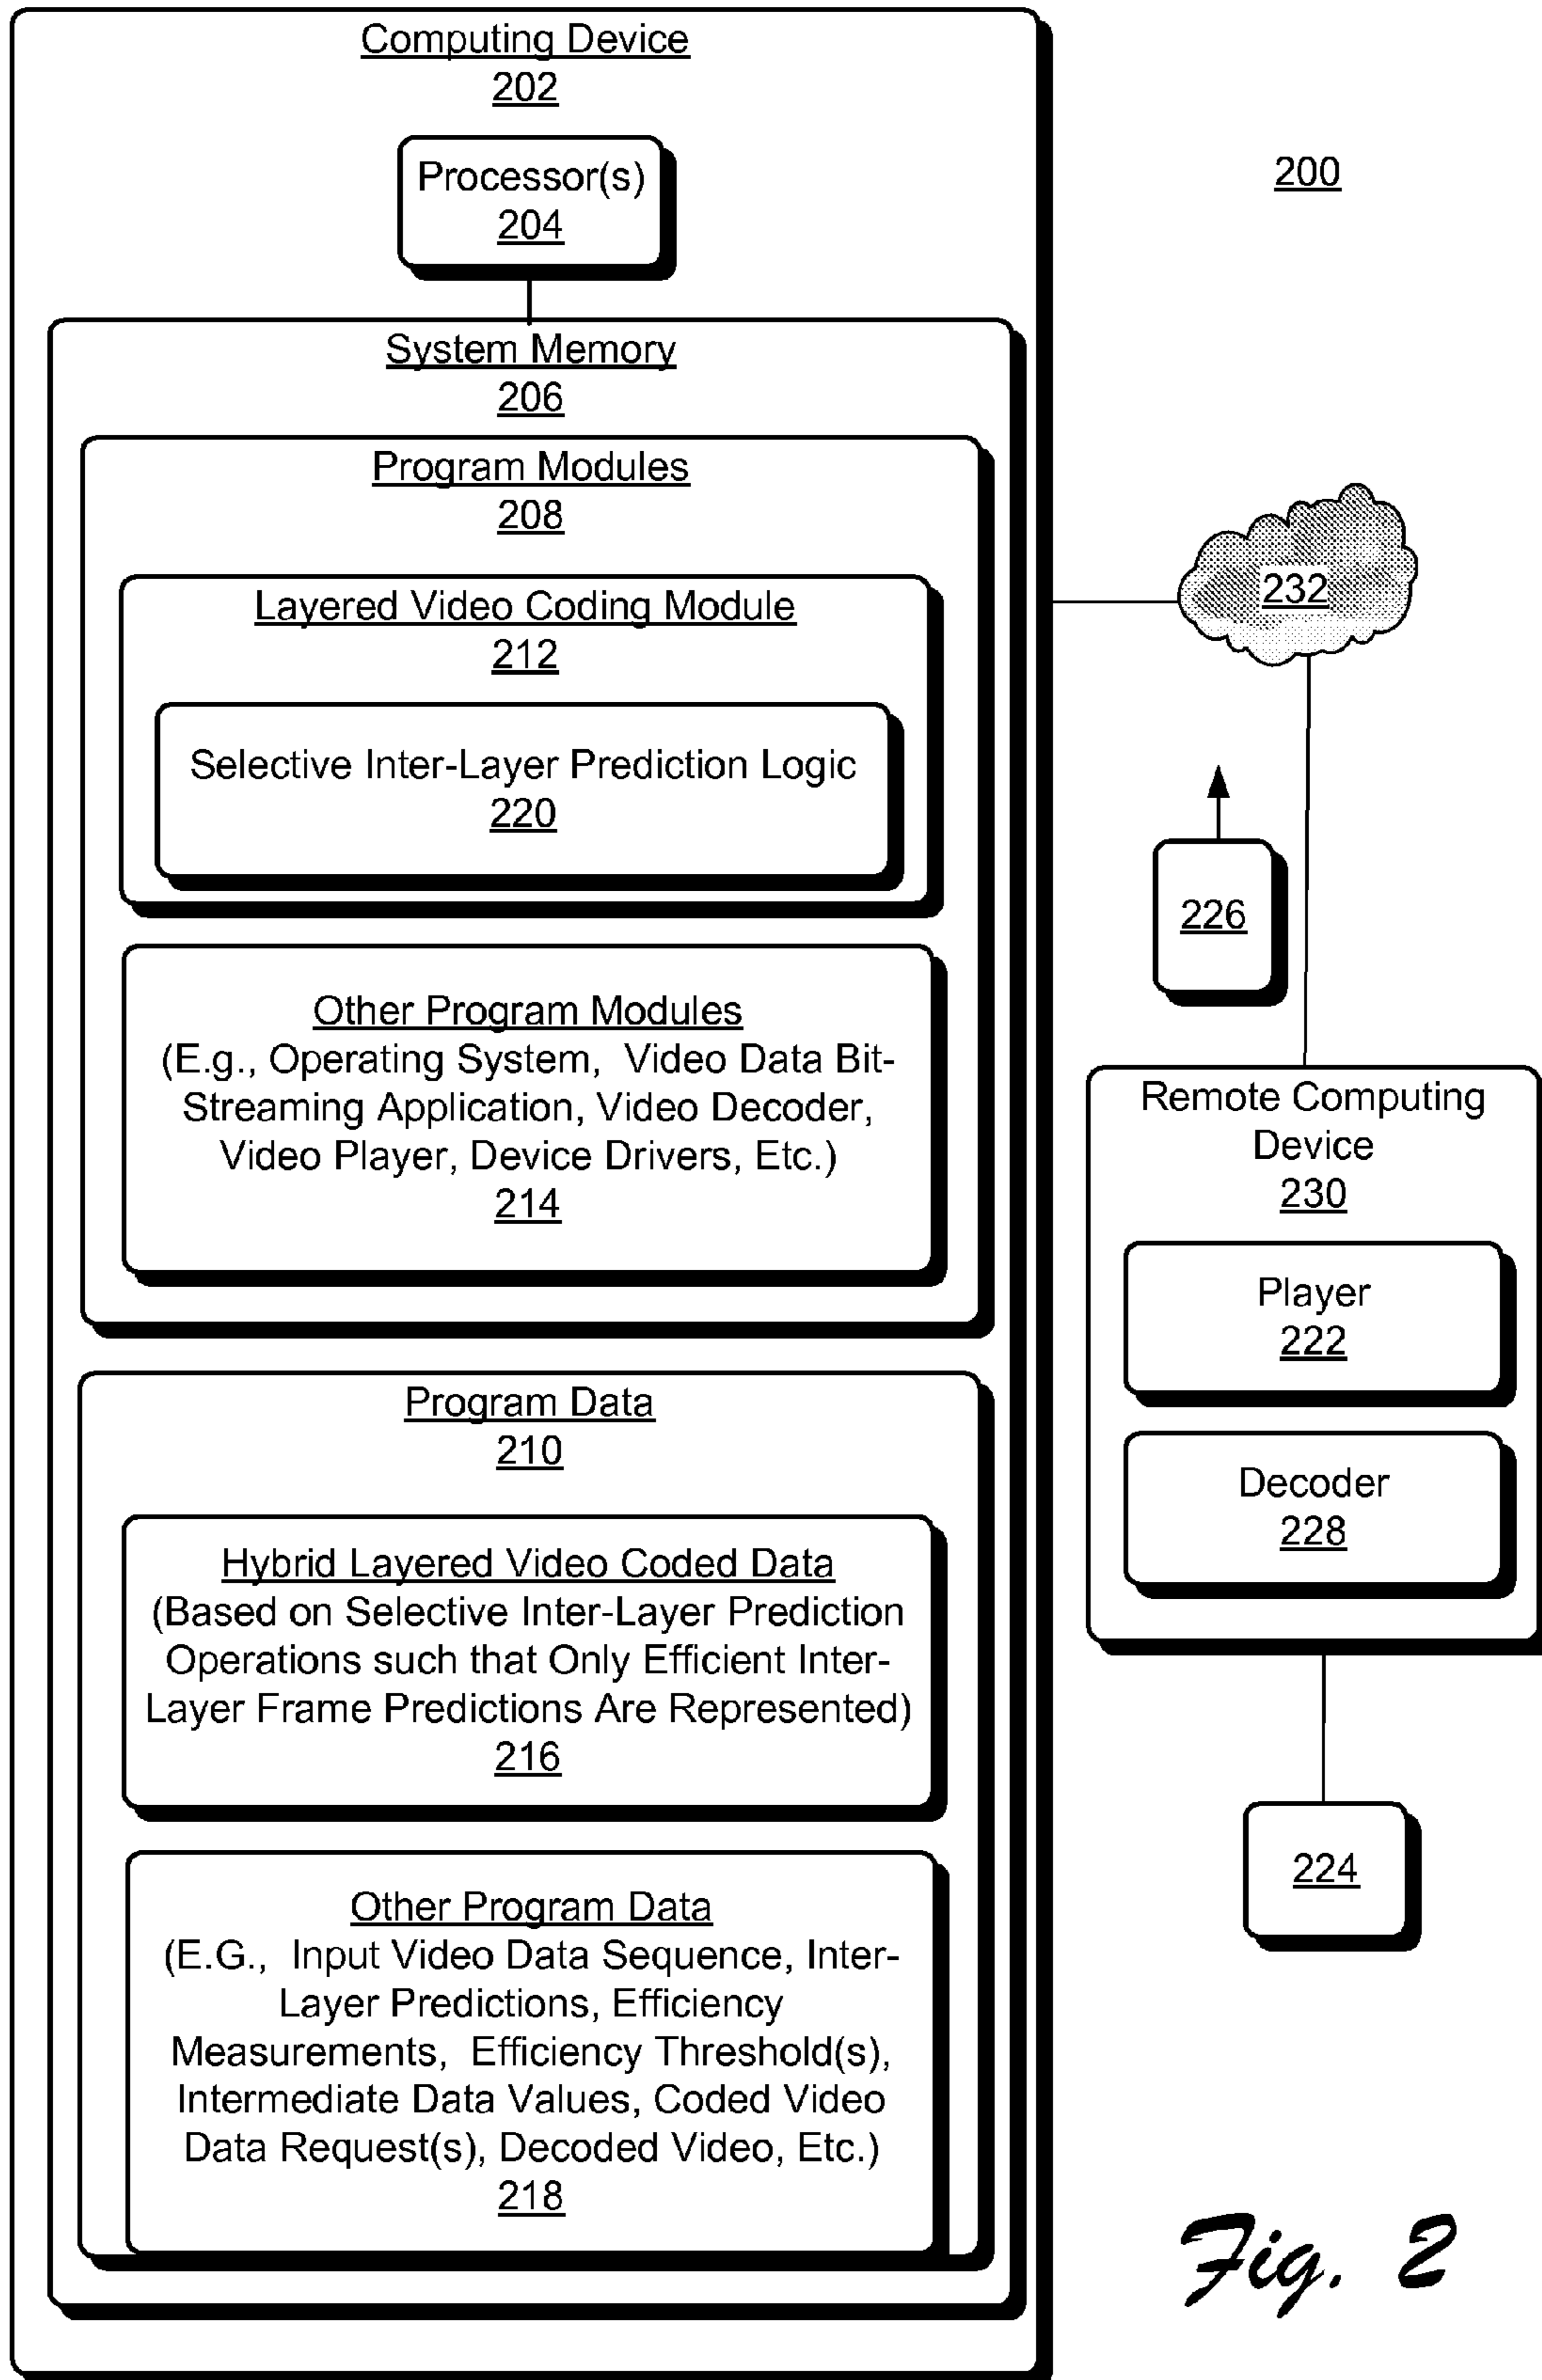 Computing Device
202
Processor(s)
204
System Memory
206
Program Modules
208
Layered Video Coding Module
212
Selective Inter-Layer Prediction Logic
220
Other Program Modules
(E.g., Operating System, Video Data Bit-
Streaming Application, Video Decoder,
Video Player, Device Drivers, Etc.)
214
Program Data
210
Hybrid Layered Video Coded Data
(Based on Selective Inter-Layer Prediction
Operations such that Only Efficient Inter-
Layer Frame Predictions Are Represented)
216
Other Program Data
(E.G., Input Video Data Sequence, Inter-
Layer Predictions, Efficiency
Measurements, Efficiency Threshold(s),
Intermediate Data Values, Coded Video
Data Request(s), Decoded Video, Etc.)
218
200
232
226
Remote Computing
Device
230
Player
222
Decoder
228
224
Fig. 2